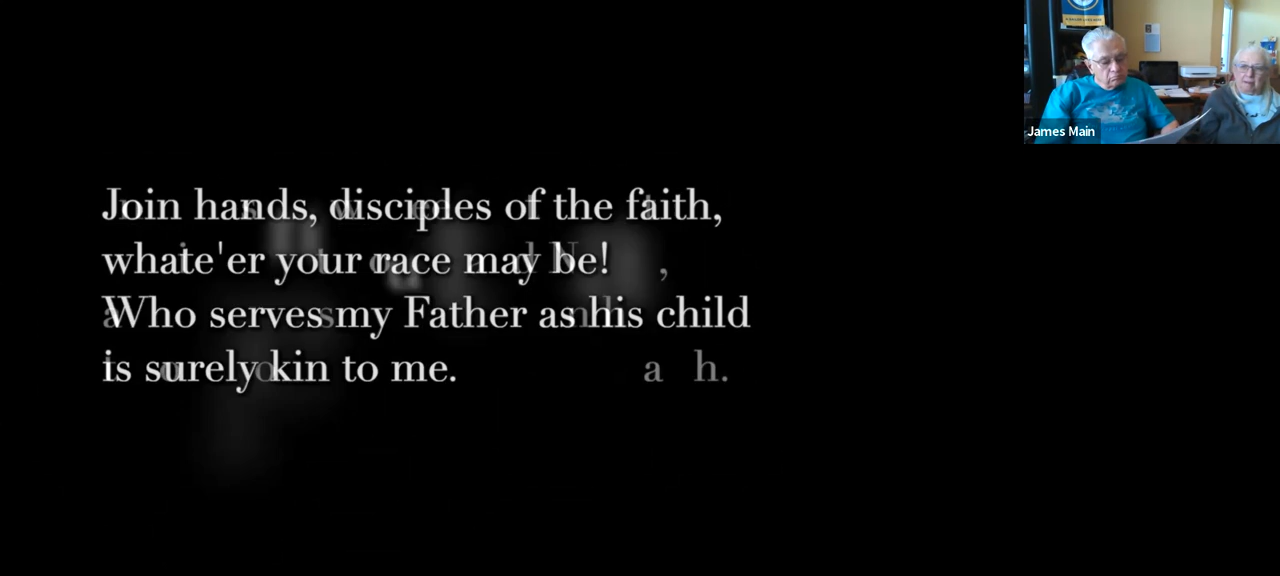 Join hands, disciples of the faith,
whate'er your race may be!
Who serves my Father as his child
is surely kin to me.
James Main